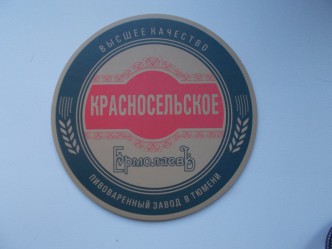 ВЫСШЕЕ КАЧЕСТВО
КРАСНОСЕЛЬСКОЕ
ЕрмолаевЪ
ПИВОВАРЕННЫЙ ЗАВОД В ТЮМЕНИ